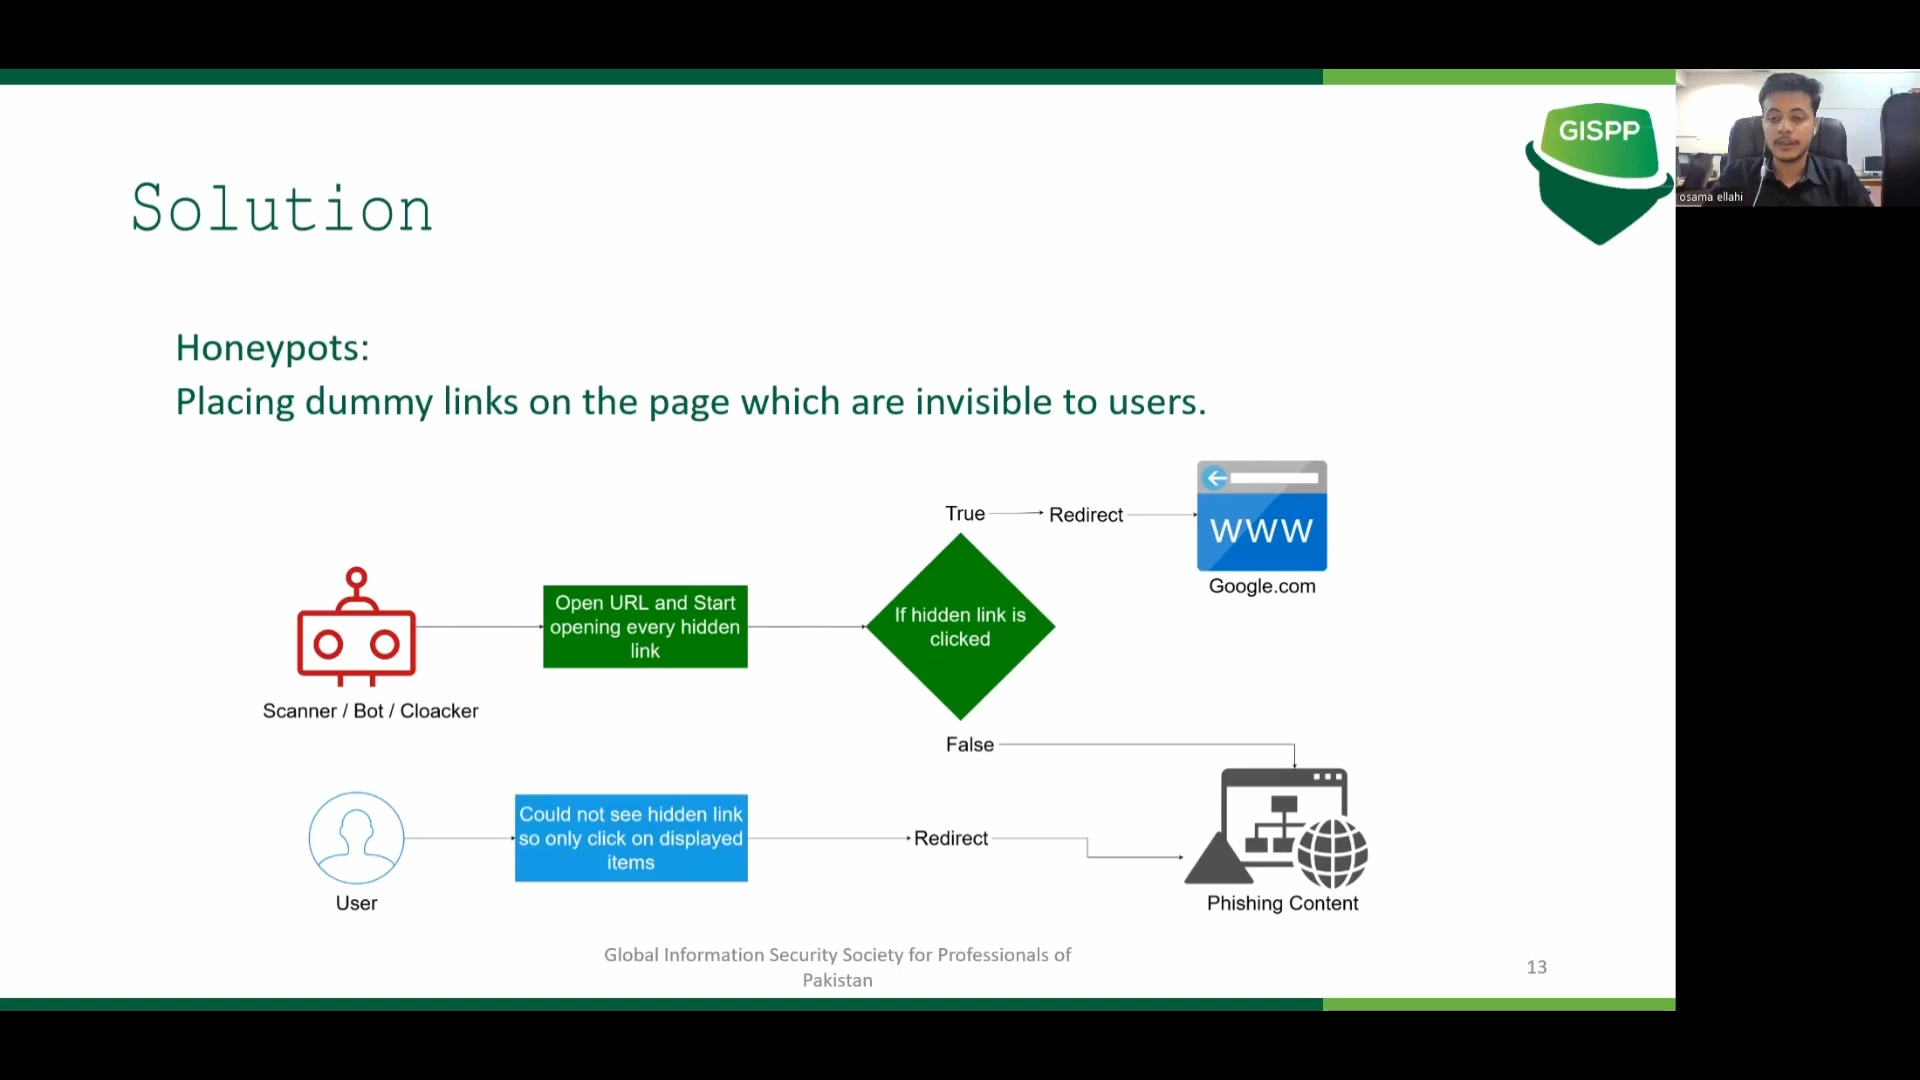 GISPP
osama ellahi
Solution
Honeypots:
Placing dummy links on the page which are invisible to users.
True
Redirect
WWW
Google.com
Open URL and Start
opening every hidden
link
If hidden link is
clicked
Scanner / Bot / Cloacker
False
Could not see hidden link
so only click on displayed
items
Redirect
User
Phishing Content
Global Information Security Society for Professionals of
Pakistan
13